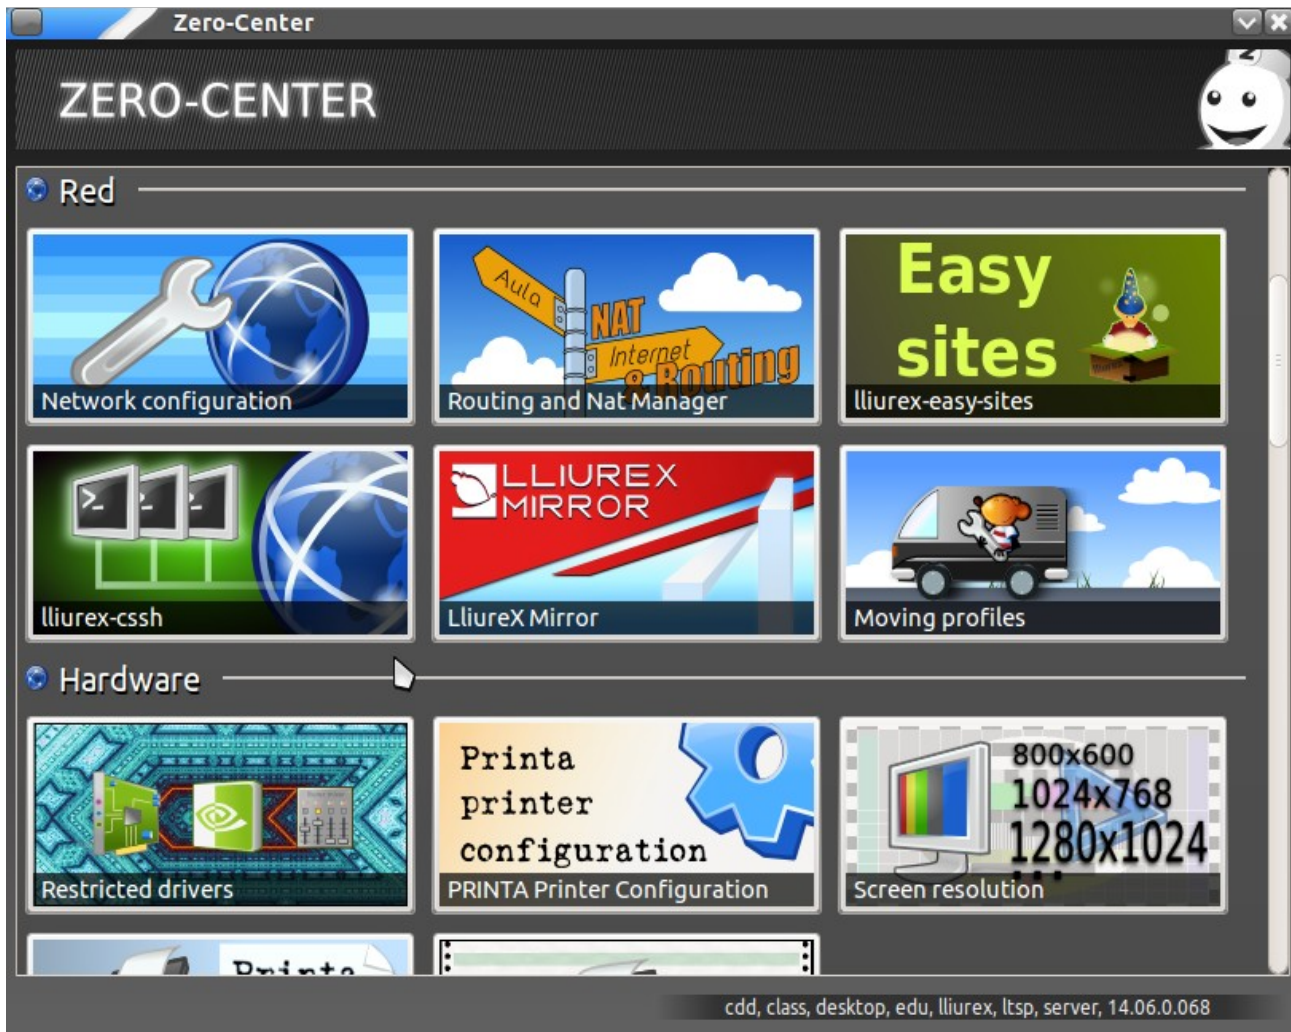 Zero-Center
ZERO-CENTER
Red
Aula
NAT
Internet
& Routing
Easy
sites
Network configuration
Routing and Nat Manager
lliurex-easy-sites
LLIUREX
MIRROR
lliurex-cssh
LliureX Mirror
Moving profiles
Hardware
Printa
printer
configuration
800x600
1024x768
1280x1024
...
Restricted drivers
PRINTA Printer Configuration
Screen resolution
Printa
cdd, class, desktop, edu, lliurex, ltsp, server, 14.06.0.068